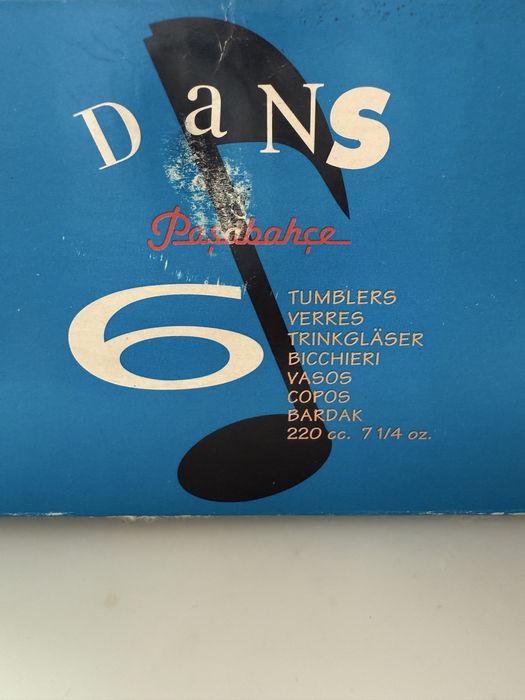 DaNS
Paşabahçe
6
TUMBLERS
VERRES
TRINKGLÄSER
BICCHIERI
VASOS
COPOS
BARDAK
220 cc. 7 1/4 oz.